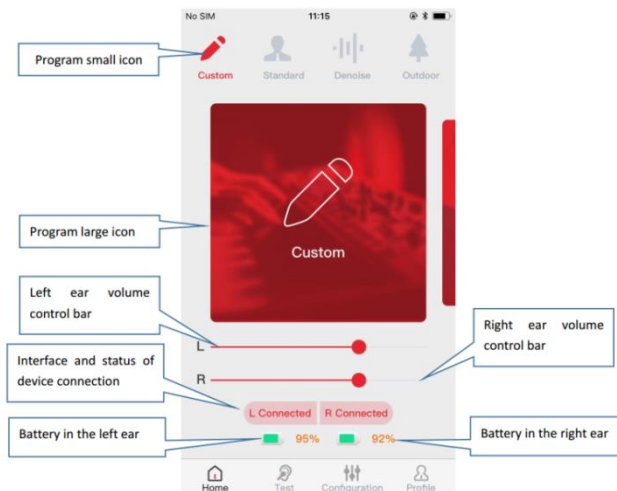 No SIM 11:15
Program small icon
Custom Standard Denoise Outdoor
Program large icon
Custom
Left ear volume
control bar
L
Right ear volume
control bar
Interface and status of
device connection
R
L Connected R Connected
Battery in the left ear
95% 92%
Battery in the right ear
Home Test Configuration Profile